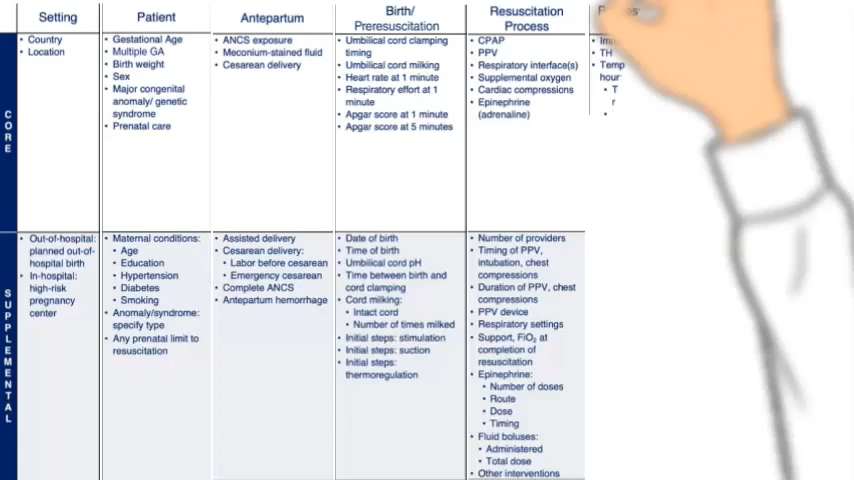 Setting
Patient
Antepartum
Birth/
Preresuscitation
Resuscitation
Process
CORE
• Country
• Location
• Gestational Age
• Multiple GA
• Birth weight
• Sex
• Major congenital
anomaly/ genetic
syndrome
• Prenatal care
• ANCS exposure
• Meconium-stained fluid
• Cesarean delivery
• Umbilical cord clamping
timing
• Umbilical cord milking
• Heart rate at 1 minute
• Respiratory effort at 1
minute
• Apgar score at 1 minute
• Apgar score at 5 minutes
• CPAP
• PPV
• Respiratory interface(s)
• Supplemental oxygen
• Cardiac compressions
• Epinephrine
(adrenaline)
• TH
• Temp
hour
SUPPLEMENTAL
• Out-of-hospital:
planned out-of-
hospital birth
• In-hospital:
high-risk
pregnancy
center
• Maternal conditions:
• Age
• Education
• Hypertension
• Diabetes
• Smoking
• Anomaly/syndrome:
specify type
• Any prenatal limit to
resuscitation
• Assisted delivery
• Cesarean delivery:
• Labor before cesarean
• Emergency cesarean
• Complete ANCS
• Antepartum hemorrhage
• Date of birth
• Time of birth
• Umbilical cord pH
• Time between birth and
cord clamping
• Cord milking:
• Intact cord
• Number of times milked
• Initial steps: stimulation
• Initial steps: suction
• Initial steps:
thermoregulation
• Number of providers
• Timing of PPV,
intubation, chest
compressions
• Duration of PPV, chest
compressions
• PPV device
• Respiratory settings
• Support, FiO₂ at
completion of
resuscitation
• Epinephrine:
• Number of doses
• Route
• Dose
• Timing
• Fluid boluses:
• Administered
• Total dose
• Other interventions